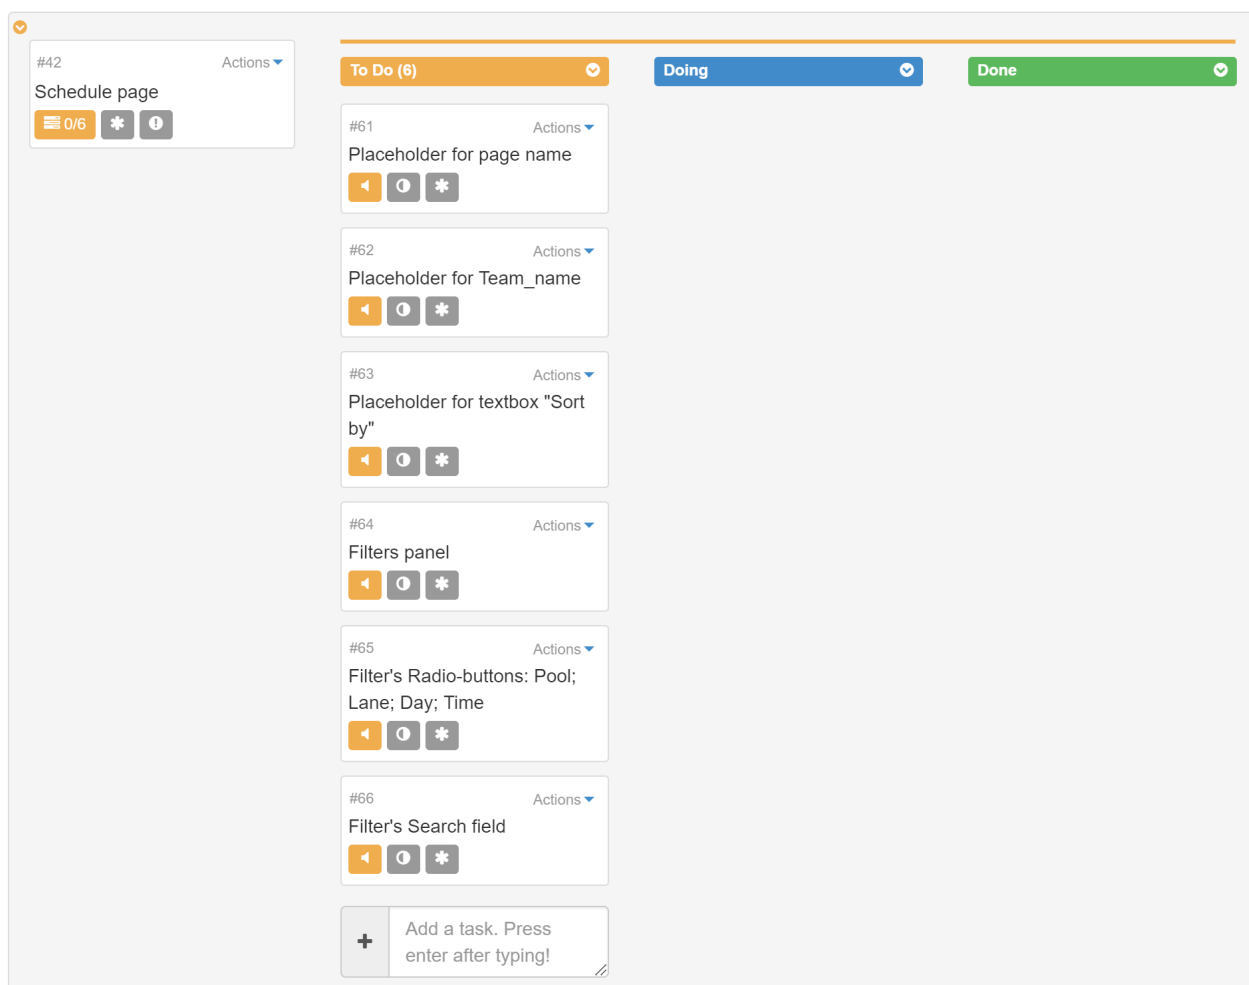 #42 Actions
Schedule page
0/6
To Do (6)
Doing
Done
#61 Actions
Placeholder for page name
#62 Actions
Placeholder for Team_name
#63 Actions
Placeholder for textbox "Sort
by"
#64 Actions
Filters panel
#65 Actions
Filter's Radio-buttons: Pool;
Lane; Day; Time
#66 Actions
Filter's Search field
Add a task. Press
enter after typing!